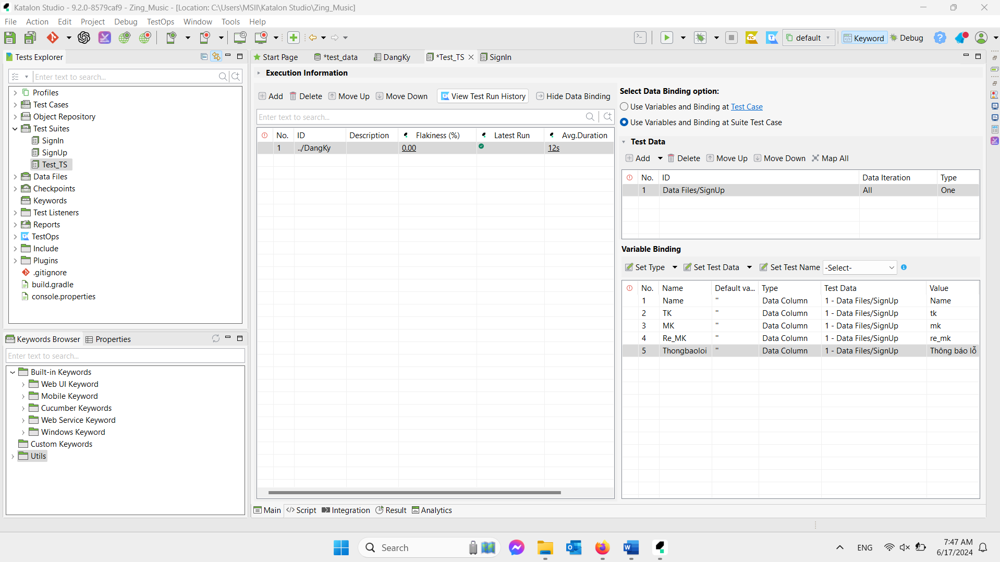 Katalon Studio - 9.2.0-8579caf9 - Zing_Music - [Location: C:\Users\MSII\Katalon Studio\Zing_Music]
File Action Edit Project Debug TestOps Window Tools Help
default Keyword Debug
Tests Explorer
Enter text to search...
Profiles
Test Cases
Object Repository
Test Suites
SignIn
SignUp
Test_TS
Data Files
Checkpoints
Keywords
Test Listeners
Reports
TestOps
Include
Plugins
.gitignore
build.gradle
console.properties
Keywords Browser Properties
Enter text to search...
Built-in Keywords
Web UI Keyword
Mobile Keyword
Cucumber Keywords
Web Service Keyword
Windows Keyword
Custom Keywords
Utils
Start Page *test_data DangKy *Test_TS SignIn
Execution Information
Add Delete Move Up Move Down View Test Run History Hide Data Binding
Enter text to search...
No. ID Description Flakiness (%) Latest Run Avg.Duration
1 ../DangKy 0.00 12s
Select Data Binding option:
Use Variables and Binding at Test Case
Use Variables and Binding at Suite Test Case
Test Data
Add Delete Move Up Move Down Map All
No. ID Data Iteration Type
1 Data Files/SignUp All One
Variable Binding
Set Type Set Test Data Set Test Name -Select-
No. Name Default va... Type Test Data Value
1 Name '' Data Column 1 - Data Files/SignUp Name
2 TK '' Data Column 1 - Data Files/SignUp tk
3 MK '' Data Column 1 - Data Files/SignUp mk
4 Re_MK '' Data Column 1 - Data Files/SignUp re_mk
5 Thongbaoloi '' Data Column 1 - Data Files/SignUp Thông báo lỗ
Main Script Integration Result Analytics
Search
ENG
7:47 AM
6/17/2024